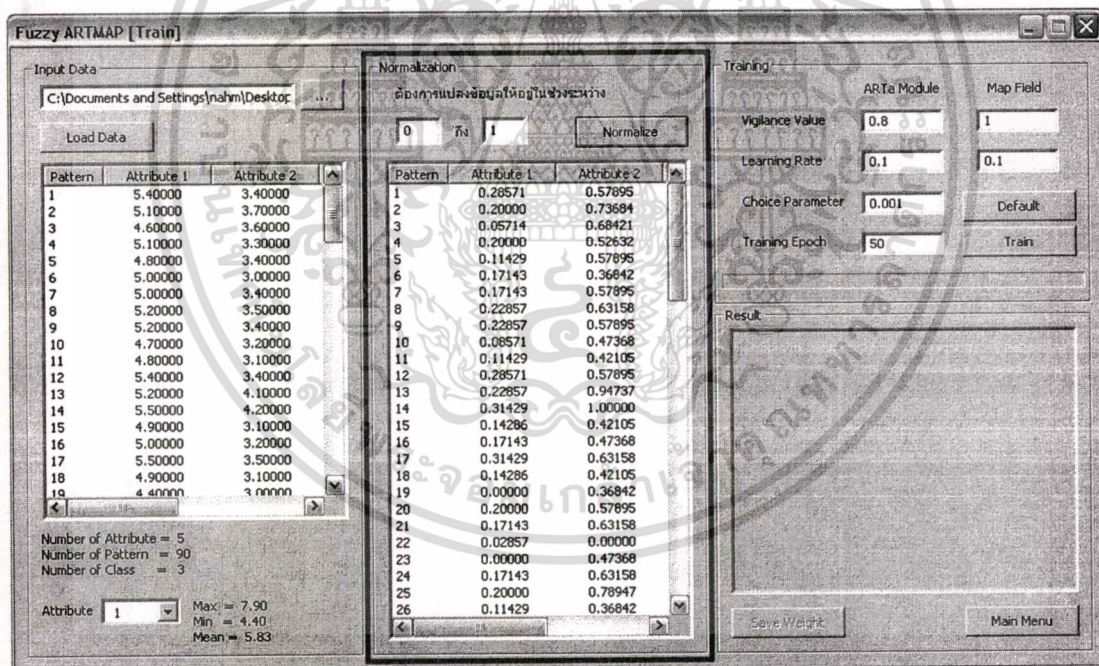 Fuzzy ARTMAP [Train]
Input Data
C:\Documents and Settings\nahm\Desktop
...
Load Data
Pattern Attribute 1 Attribute 2
1 5.40000 3.40000
2 5.10000 3.70000
3 4.60000 3.60000
4 5.10000 3.30000
5 4.80000 3.40000
6 5.00000 3.00000
7 5.00000 3.40000
8 5.20000 3.50000
9 5.20000 3.40000
10 4.70000 3.20000
11 4.80000 3.10000
12 5.40000 3.40000
13 5.20000 4.10000
14 5.50000 4.20000
15 4.90000 3.10000
16 5.00000 3.20000
17 5.50000 3.50000
18 4.90000 3.10000
19 4.40000 3.00000
Number of Attribute = 5
Number of Pattern = 90
Number of Class = 3
Attribute 1
Max = 7.90
Min = 4.40
Mean = 5.83
Normalization
ต้องการแปลงข้อมูลให้อยู่ในช่วงระหว่าง
0 ถึง 1 Normalize
Pattern Attribute 1 Attribute 2
1 0.28571 0.57895
2 0.20000 0.73684
3 0.05714 0.68421
4 0.20000 0.52632
5 0.11429 0.57895
6 0.17143 0.36842
7 0.17143 0.57895
8 0.22857 0.63158
9 0.22857 0.57895
10 0.08571 0.47368
11 0.11429 0.42105
12 0.28571 0.57895
13 0.22857 0.94737
14 0.31429 1.00000
15 0.14286 0.42105
16 0.17143 0.47368
17 0.31429 0.63158
18 0.14286 0.42105
19 0.00000 0.36842
20 0.20000 0.57895
21 0.17143 0.63158
22 0.02857 0.00000
23 0.00000 0.47368
24 0.17143 0.63158
25 0.20000 0.78947
26 0.11429 0.36842
Training
ARTa Module Map Field
Vigilance Value 0.8 1
Learning Rate 0.1 0.1
Choice Parameter 0.001 Default
Training Epoch 50 Train
Result
Save Weight Main Menu